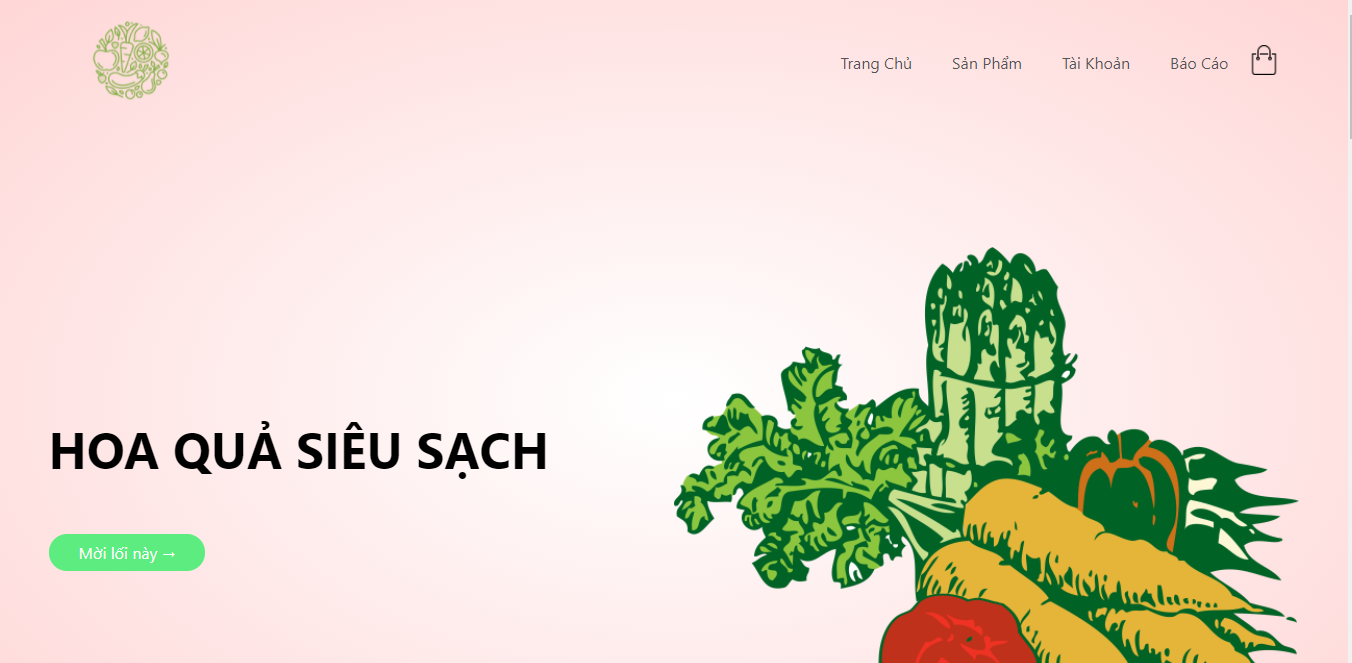 Trang Chủ
Sản Phẩm
Tài Khoản
Báo Cáo
HOA QUẢ SIÊU SẠCH
Mời lối này →